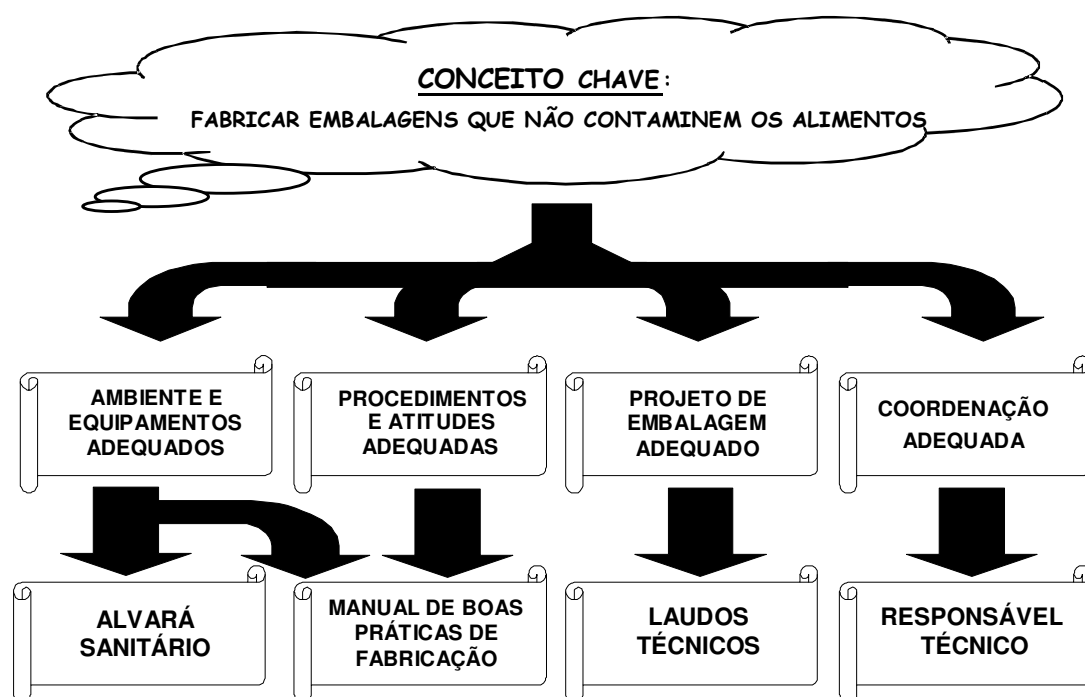 CONCEITO CHAVE:
FABRICAR EMBALAGENS QUE NÃO CONTAMINEM OS ALIMENTOS
AMBIENTE E
EQUIPAMENTOS
ADEQUADOS
PROCEDIMENTOS
E ATITUDES
ADEQUADAS
PROJETO DE
EMBALAGEM
ADEQUADO
COORDENAÇÃO
ADEQUADA
ALVARÁ
SANITÁRIO
MANUAL DE BOAS
PRÁTICAS DE
FABRICAÇÃO
LAUDOS
TÉCNICOS
RESPONSÁVEL
TÉCNICO